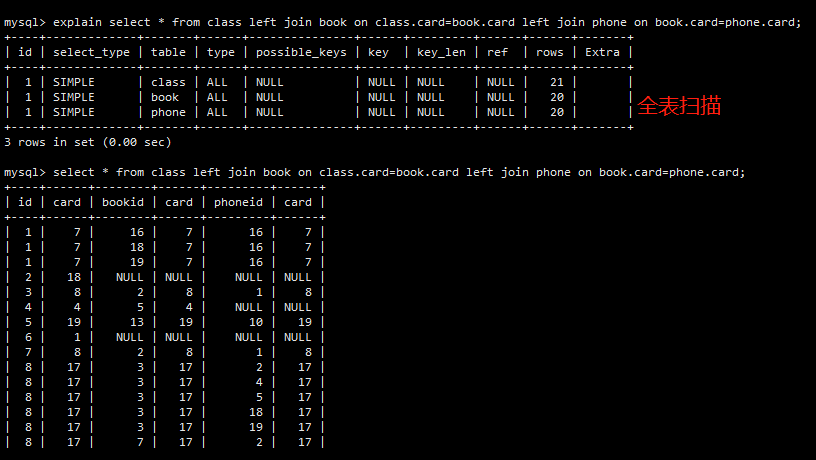 mysql> explain select * from class left join book on class.card=book.card left join phone on book.card=phone.card;
+----+-------------+-------+------+---------------+------+---------+------+------+-------+
| id | select_type | table | type | possible_keys | key  | key_len | ref  | rows | Extra |
+----+-------------+-------+------+---------------+------+---------+------+------+-------+
|  1 | SIMPLE      | class | ALL  | NULL          | NULL | NULL    | NULL |   21 |       |
|  1 | SIMPLE      | book  | ALL  | NULL          | NULL | NULL    | NULL |   20 |       |
|  1 | SIMPLE      | phone | ALL  | NULL          | NULL | NULL    | NULL |   20 |       |
全表扫描
+----+-------------+-------+------+---------------+------+---------+------+------+-------+
3 rows in set (0.00 sec)
mysql> select * from class left join book on class.card=book.card left join phone on book.card=phone.card;
+----+------+--------+------+---------+------+
| id | card | bookid | card | phoneid | card |
+----+------+--------+------+---------+------+
|  1 |    7 |     16 |    7 |      16 |    7 |
|  1 |    7 |     18 |    7 |      16 |    7 |
|  1 |    7 |     19 |    7 |      16 |    7 |
|  2 |   18 |   NULL | NULL |    NULL | NULL |
|  3 |    8 |      2 |    8 |       1 |    8 |
|  4 |    4 |      5 |    4 |    NULL | NULL |
|  5 |   19 |     13 |   19 |      10 |   19 |
|  6 |    1 |   NULL | NULL |    NULL | NULL |
|  7 |    8 |      2 |    8 |       1 |    8 |
|  8 |   17 |      3 |   17 |       2 |   17 |
|  8 |   17 |      3 |   17 |       4 |   17 |
|  8 |   17 |      3 |   17 |       5 |   17 |
|  8 |   17 |      3 |   17 |      18 |   17 |
|  8 |   17 |      3 |   17 |      19 |   17 |
|  8 |   17 |      7 |   17 |       2 |   17 |